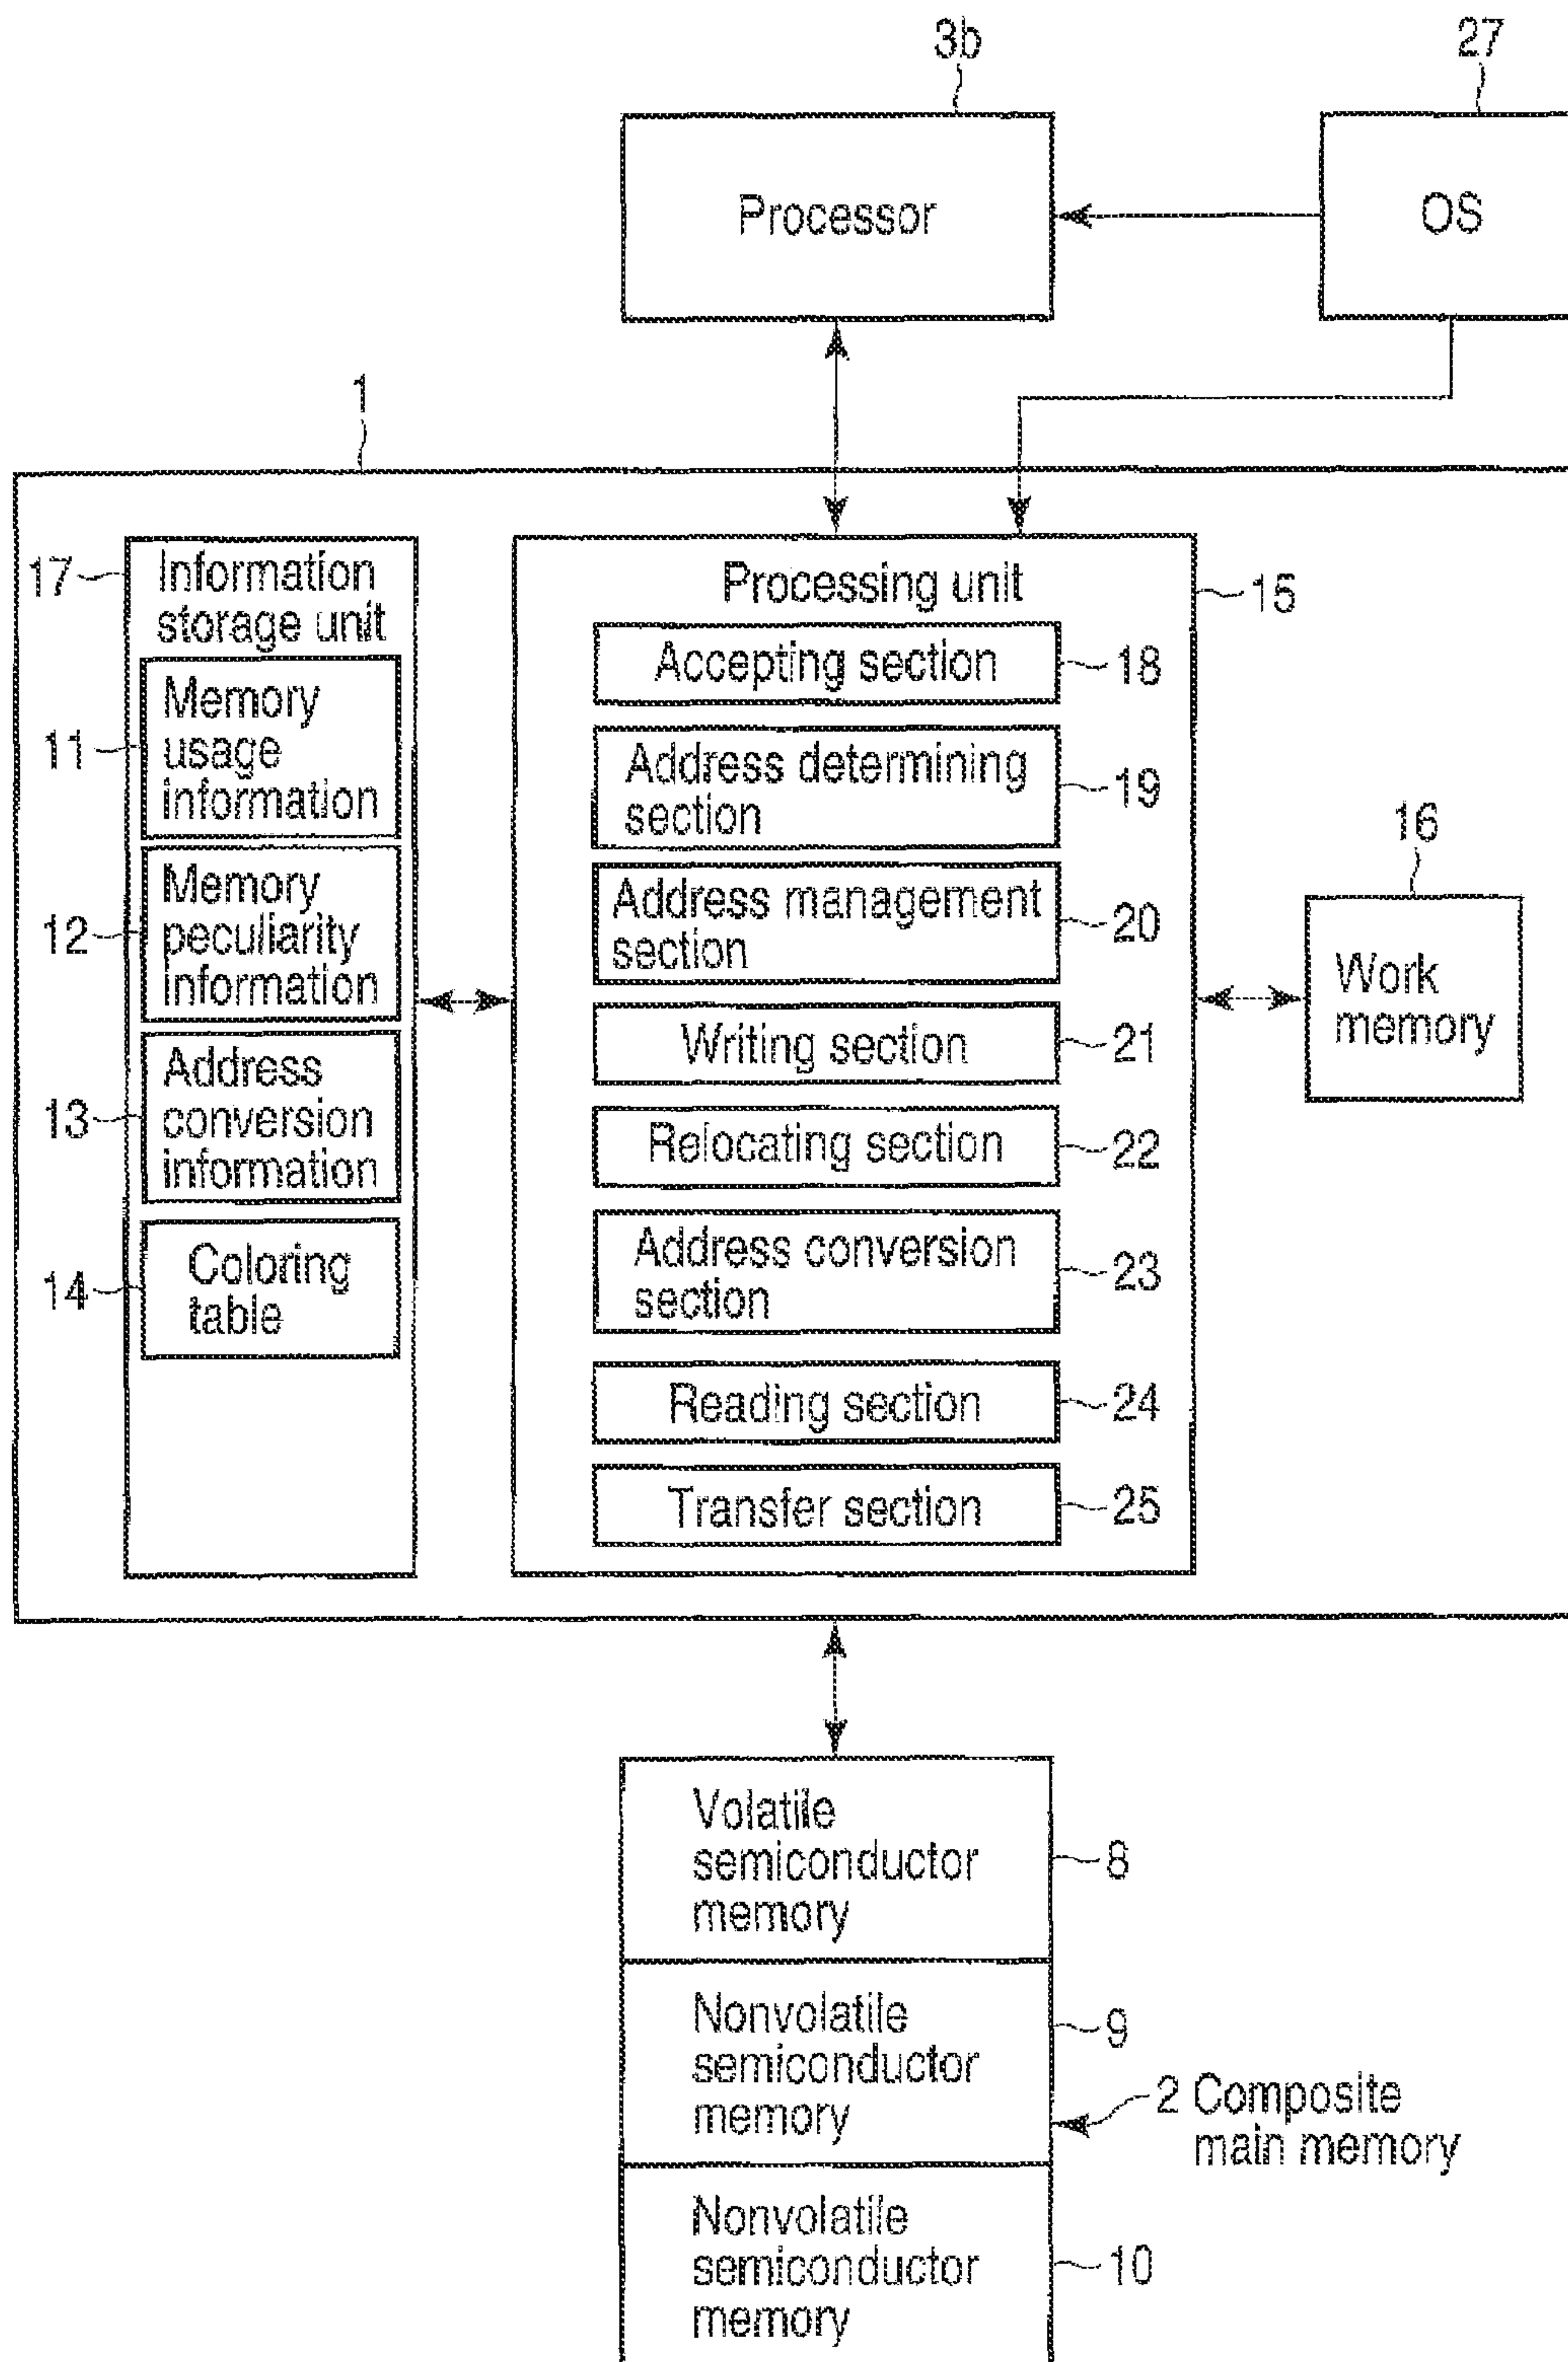 3b
27
Processor
OS
1
17
Information
storage unit
Memory
usage
information
11
Memory
peculiarity
information
12
Address
conversion
information
13
Coloring
table
14
Processing unit
15
Accepting section
18
Address determining
section
19
Address management
section
20
Writing section
21
Relocating section
22
Address conversion
section
23
Reading section
24
Transfer section
25
16
Work
memory
Volatile
semiconductor
memory
8
Nonvolatile
semiconductor
memory
9
2 Composite
main memory
Nonvolatile
semiconductor
memory
10